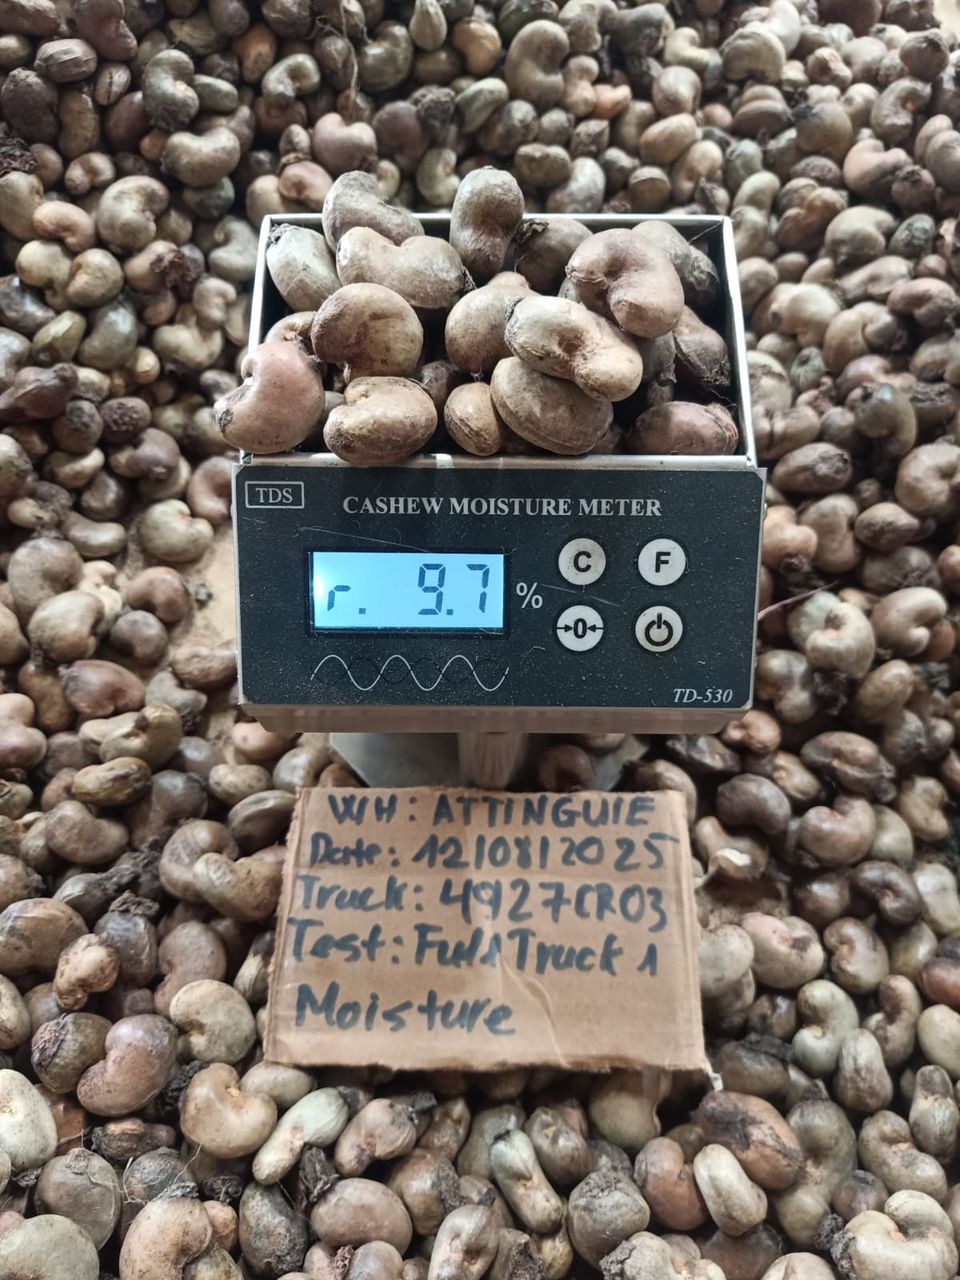 TDS
CASHEW MOISTURE METER
r. 9.7 %
C F
→0←
TD-530
WH: ATTINGUIE
Date: 12/08/2025
Truck: 4927CR03
Test: Full Truck 1
Moisture